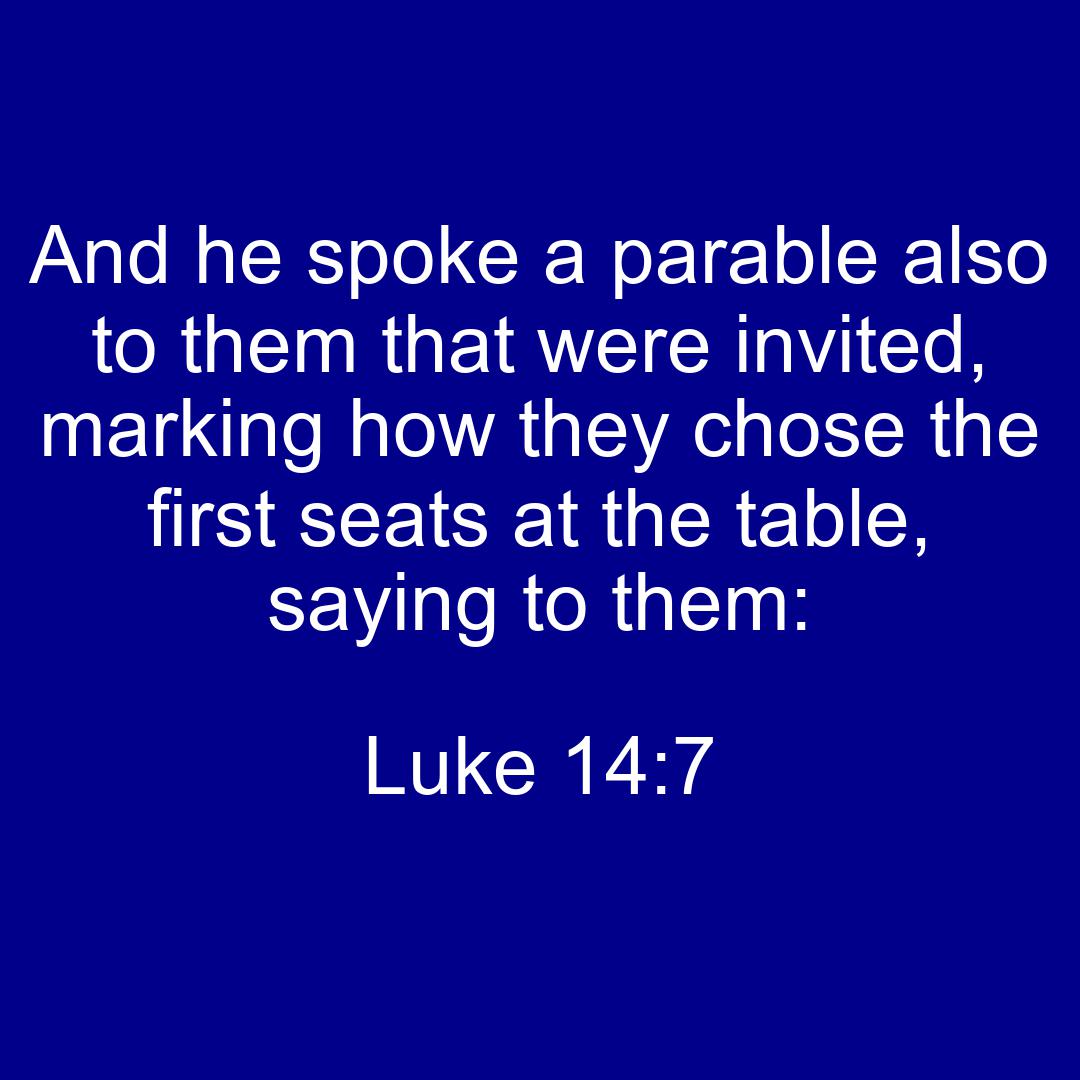 And he spoke a parable also
to them that were invited,
marking how they chose the
first seats at the table,
saying to them:
Luke 14:7